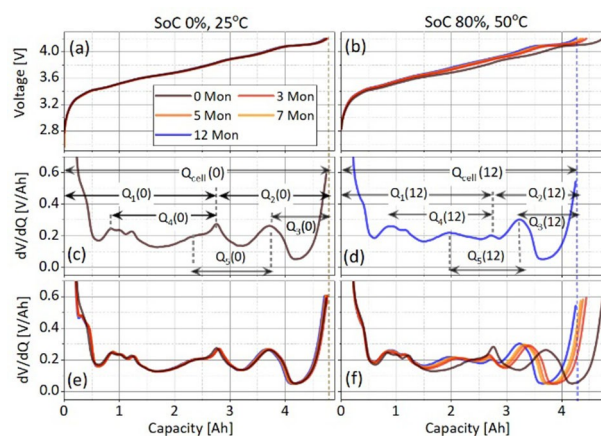 SoC 0%, 25°C
SoC 80%, 50°C
Voltage [V]
4.0
3.6
3.2
2.8
(a)
(b)
0 Mon
3 Mon
5 Mon
7 Mon
12 Mon
dV/dQ [V/Ah]
0.6
0.4
0.2
0.0
Qcell(0)
Q1(0)
Q2(0)
Q4(0)
Q3(0)
Q5(0)
(c)
Qcell(12)
Q1(12)
Q2(12)
Q4(12)
Q3(12)
Q5(12)
(d)
dV/dQ [V/Ah]
0.6
0.4
0.2
0.0
(e)
(f)
0 1 2 3 4
0 1 2 3 4
Capacity [Ah]
Capacity [Ah]